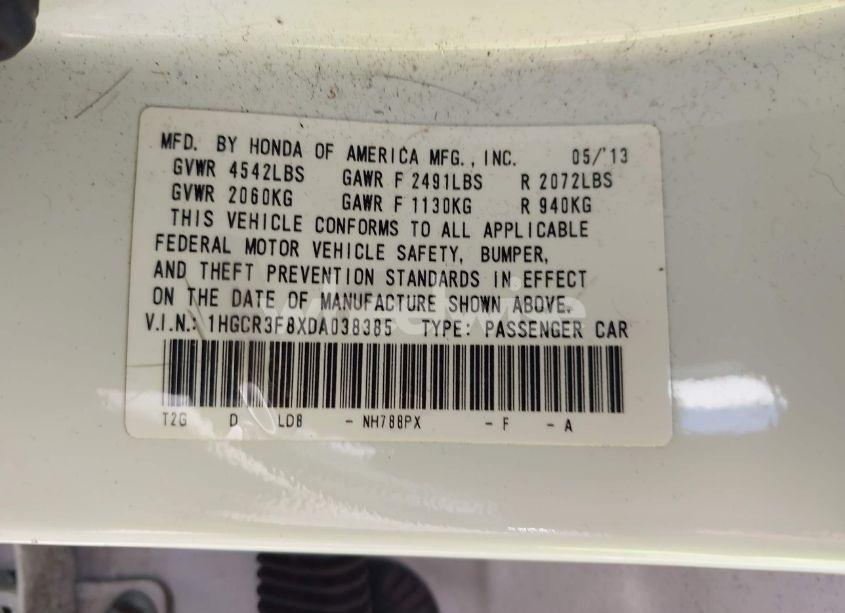 MFD. BY HONDA OF AMERICA MFG., INC. 05/'13
GVWR 4542LBS GAWR F 2491LBS R 2072LBS
GVWR 2060KG GAWR F 1130KG R 940KG
THIS VEHICLE CONFORMS TO ALL APPLICABLE
FEDERAL MOTOR VEHICLE SAFETY, BUMPER,
AND THEFT PREVENTION STANDARDS IN EFFECT
ON THE DATE OF MANUFACTURE SHOWN ABOVE.
V.I.N.: 1HGCR3F8XDA038385 TYPE: PASSENGER CAR
T2G D LDB - NH788PX - F - A